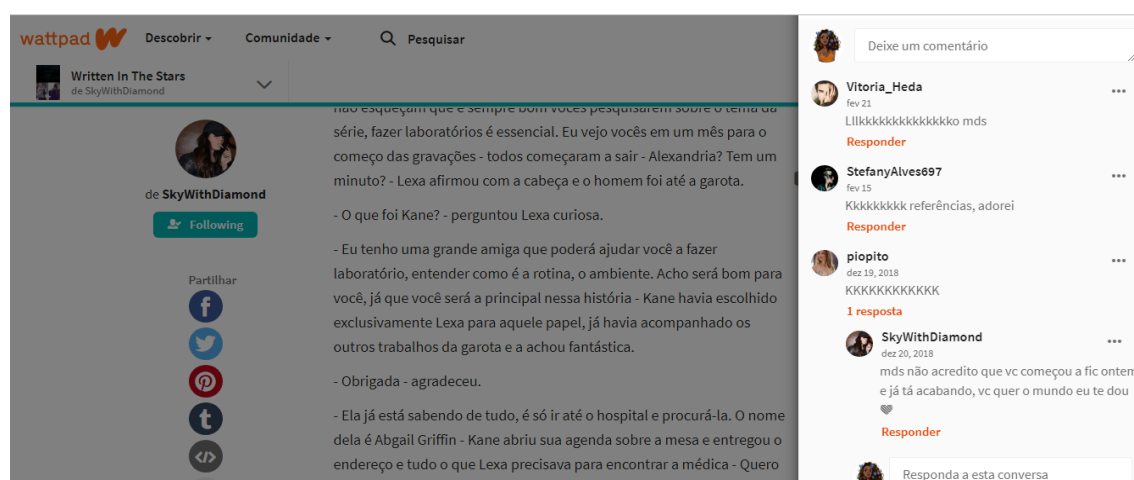 wattpad
Descobrir
Comunidade
Pesquisar
Written In The Stars
de SkyWithDiamond
de SkyWithDiamond
Following
Partilhar
não esqueçam que é sempre bom vocês pesquisarem sobre o tema da
série, fazer laboratórios é essencial. Eu vejo vocês em um mês para o
começo das gravações - todos começaram a sair - Alexandria? Tem um
minuto? - Lexa afirmou com a cabeça e o homem foi até a garota.
- O que foi Kane? - perguntou Lexa curiosa.
- Eu tenho uma grande amiga que poderá ajudar você a fazer
laboratório, entender como é a rotina, o ambiente. Acho será bom para
você, já que você será a principal nessa história - Kane havia escolhido
exclusivamente Lexa para aquele papel, já havia acompanhado os
outros trabalhos da garota e a achou fantástica.
- Obrigada - agradeceu.
- Ela já está sabendo de tudo, é só ir até o hospital e procurá-la. O nome
dela é Abgail Griffin - Kane abriu sua agenda sobre a mesa e entregou o
endereço e tudo o que Lexa precisava para encontrar a médica - Quero
Deixe um comentário
Vitoria_Heda
fev 21
Lllkkkkkkkkkkkkkko mds
Responder
StefanyAlves697
fev 15
Kkkkkkkkk referências, adorei
Responder
piopito
dez 19, 2018
KKKKKKKKKKKK
1 resposta
SkyWithDiamond
dez 20, 2018
mds não acredito que vc começou a fic ontem
e já tá acabando, vc quer o mundo eu te dou
Responder
Responda a esta conversa